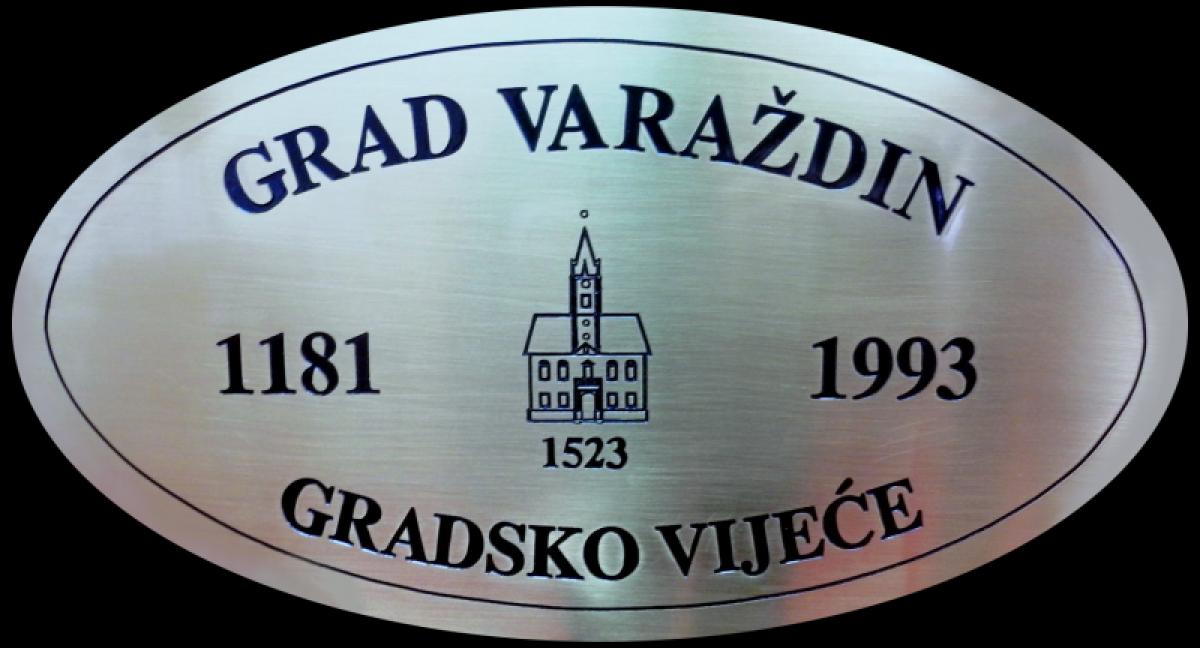 GRAD VARAŽDIN
1181 1993
1523
GRADSKO VIJEĆE